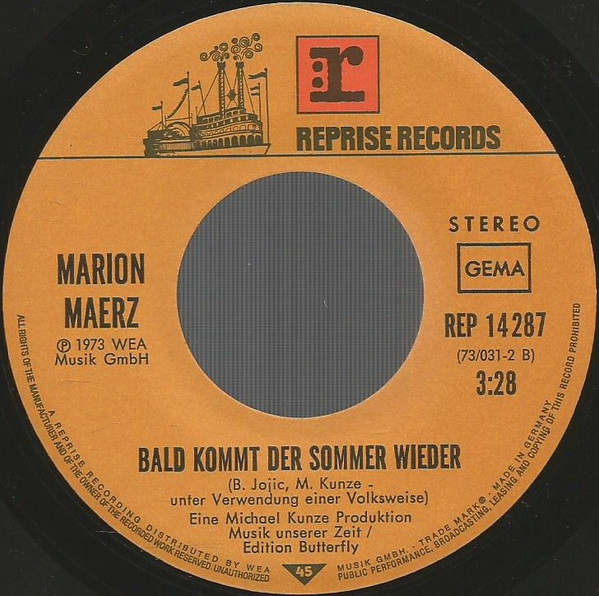 r
REPRISE RECORDS
STEREO
GEMA
MARION
MAERZ
℗ 1973 WEA
Musik GmbH
REP 14 287
(73/031-2 B)
3:28
BALD KOMMT DER SOMMER WIEDER
(B. Jojic, M. Kunze -
unter Verwendung einer Volksweise)
Eine Michael Kunze Produktion
Musik unserer Zeit /
Edition Butterfly
45
ALL RIGHTS OF THE MANUFACTURER AND OF THE OWNER OF THE RECORDED WORK RESERVED. UNAUTHORIZED
PUBLIC PERFORMANCE, BROADCASTING, LEASING AND COPYING OF THIS RECORD PROHIBITED
A REPRISE RECORDING DISTRIBUTED BY WEA
MUSIK GMBH. - TRADE MARK®. MADE IN GERMANY